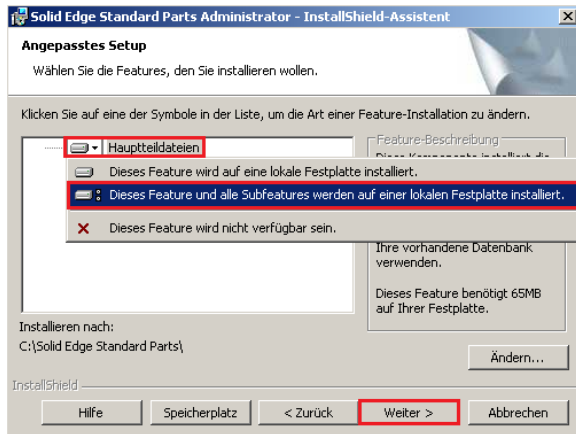 Solid Edge Standard Parts Administrator - InstallShield-Assistent
Angepasstes Setup
Wählen Sie die Features, den Sie installieren wollen.
Klicken Sie auf eine der Symbole in der Liste, um die Art einer Feature-Installation zu ändern.
Hauptteildateien
Feature-Beschreibung
Dieses Feature wird auf eine lokale Festplatte installiert.
Dieses Feature und alle Subfeatures werden auf einer lokalen Festplatte installiert.
Dieses Feature wird nicht verfügbar sein.
Ihre vorhandene Datenbank
verwenden.
Dieses Feature benötigt 65MB
auf Ihrer Festplatte.
Installieren nach:
C:\Solid Edge Standard Parts\
Ändern...
InstallShield
Hilfe
Speicherplatz
< Zurück
Weiter >
Abbrechen